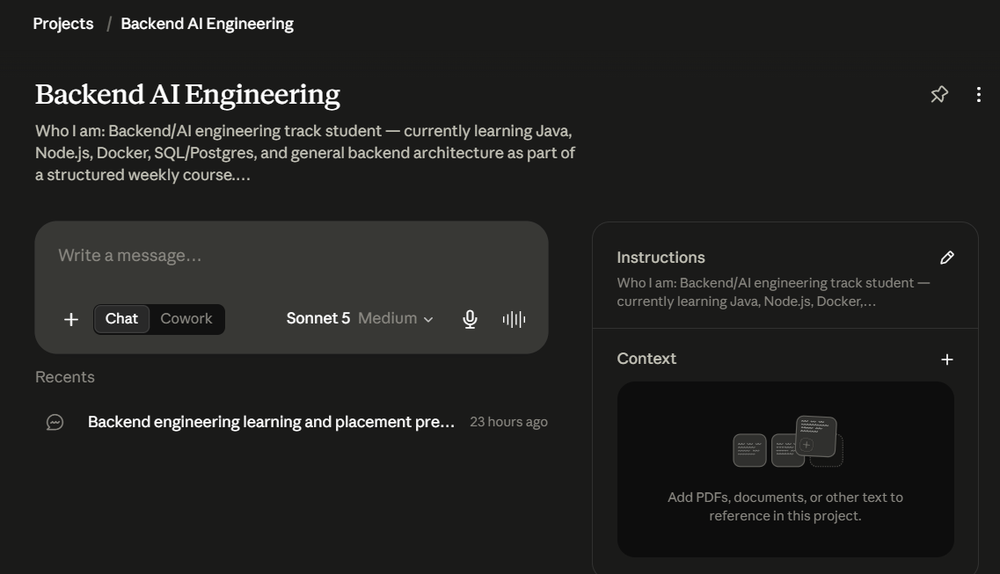 Projects / Backend AI Engineering
Backend AI Engineering
Who I am: Backend/AI engineering track student — currently learning Java,
Node.js, Docker, SQL/Postgres, and general backend architecture as part of
a structured weekly course.…
Write a message…
Chat Cowork Sonnet 5 Medium
Recents
Backend engineering learning and placement pre… 23 hours ago
Instructions
Who I am: Backend/AI engineering track student —
currently learning Java, Node.js, Docker,…
Context
Add PDFs, documents, or other text to
reference in this project.